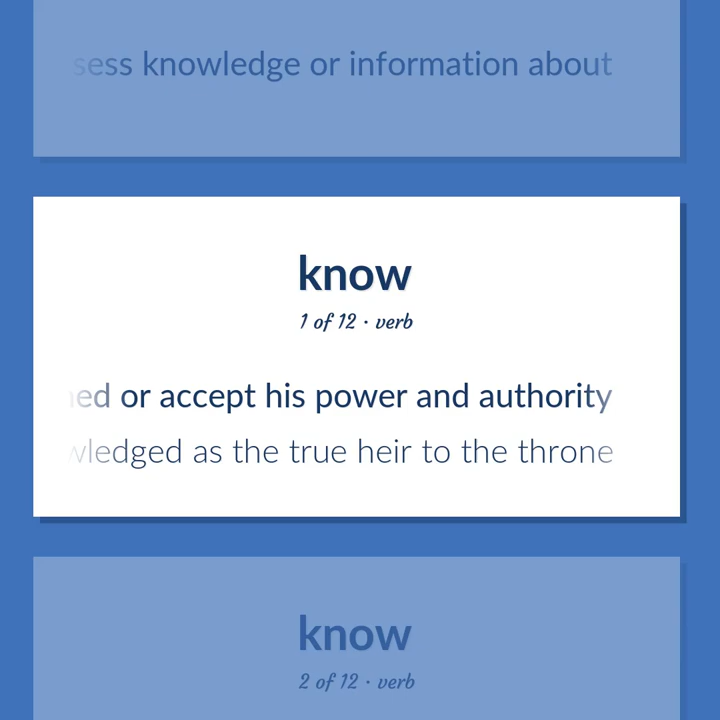 sess knowledge or information about
know
1 of 12 · verb
ned or accept his power and authority
wledged as the true heir to the throne
know
2 of 12 · verb